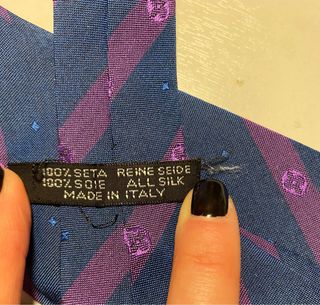 100% SETA REINE SEIDE
100% SOIE ALL SILK
MADE IN ITALY